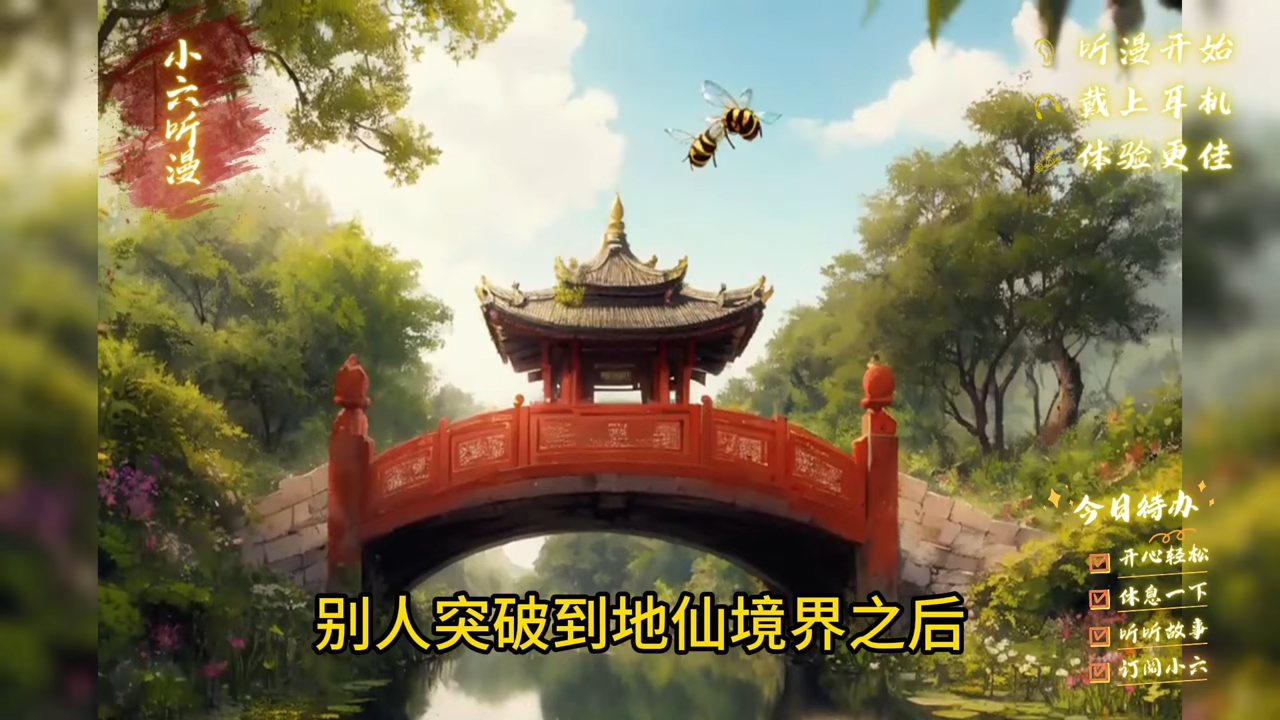 小六听漫
听漫开始
戴上耳机
体验更佳
今日待办
开心轻松
休息一下
听听故事
订阅小六
别人突破到地仙境界之后